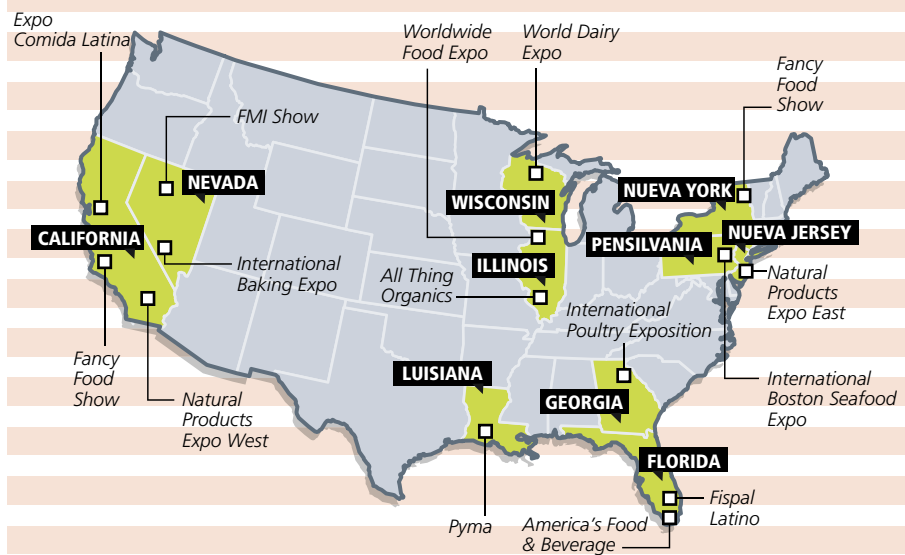 Expo
Comida Latina
Worldwide
Food Expo
World Dairy
Expo
Fancy
Food
Show
FMI Show
NEVADA
WISCONSIN
NUEVA YORK
CALIFORNIA
PENSILVANIA
NUEVA JERSEY
ILLINOIS
International
Baking Expo
All Thing
Organics
Natural
Products
Expo East
International
Poultry Exposition
Fancy
Food
Show
Natural
Products
Expo West
LUISIANA
GEORGIA
International
Boston Seafood
Expo
FLORIDA
Pyma
America's Food
& Beverage
Fispal
Latino